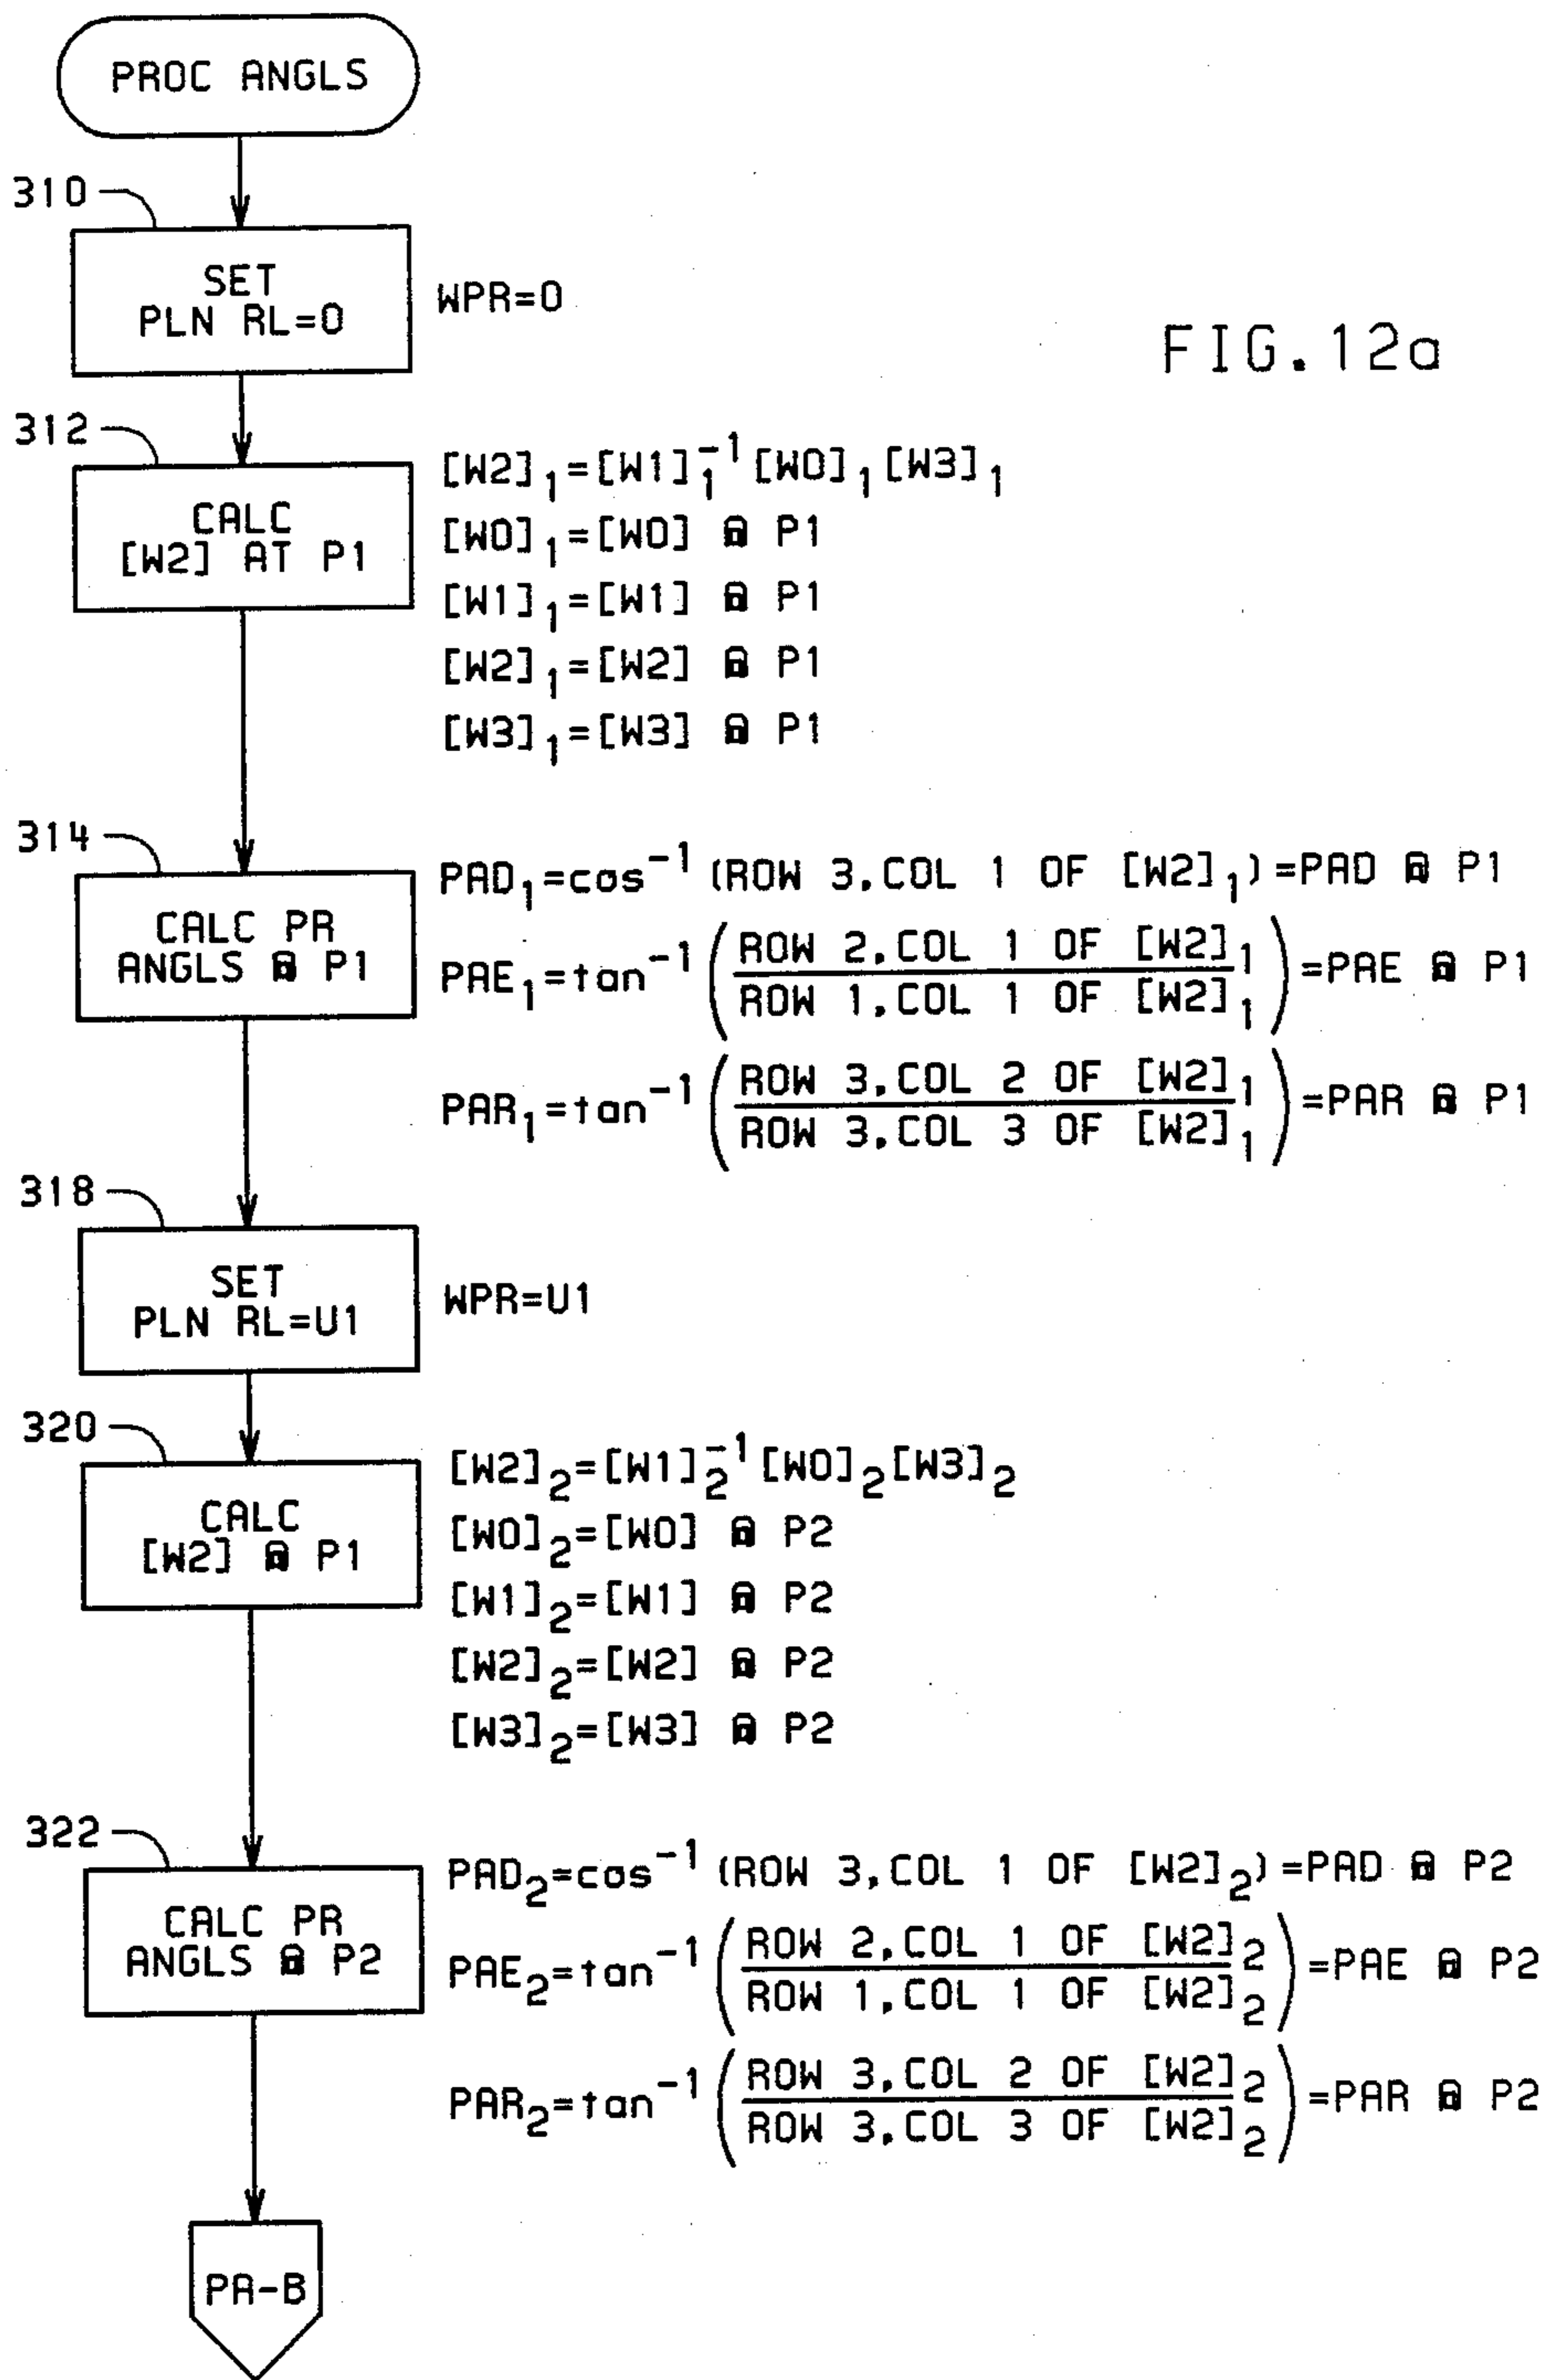 PROC ANGLS
310
SET
PLN RL=0
WPR=0
FIG.12a
312
CALC
[W2] AT P1
[W2]₁=[W1]₁⁻¹[W0]₁[W3]₁
[W0]₁=[W0] @ P1
[W1]₁=[W1] @ P1
[W2]₁=[W2] @ P1
[W3]₁=[W3] @ P1
314
CALC PR
ANGLS @ P1
PAD₁=cos⁻¹(ROW 3,COL 1 OF [W2]₁)=PAD @ P1
PAE₁=tan⁻¹(ROW 2,COL 1 OF [W2]₁/ROW 1,COL 1 OF [W2]₁)=PAE @ P1
PAR₁=tan⁻¹(ROW 3,COL 2 OF [W2]₁/ROW 3,COL 3 OF [W2]₁)=PAR @ P1
318
SET
PLN RL=U1
WPR=U1
320
CALC
[W2] @ P1
[W2]₂=[W1]₂⁻¹[W0]₂[W3]₂
[W0]₂=[W0] @ P2
[W1]₂=[W1] @ P2
[W2]₂=[W2] @ P2
[W3]₂=[W3] @ P2
322
CALC PR
ANGLS @ P2
PAD₂=cos⁻¹(ROW 3,COL 1 OF [W2]₂)=PAD @ P2
PAE₂=tan⁻¹(ROW 2,COL 1 OF [W2]₂/ROW 1,COL 1 OF [W2]₂)=PAE @ P2
PAR₂=tan⁻¹(ROW 3,COL 2 OF [W2]₂/ROW 3,COL 3 OF [W2]₂)=PAR @ P2
PA-B